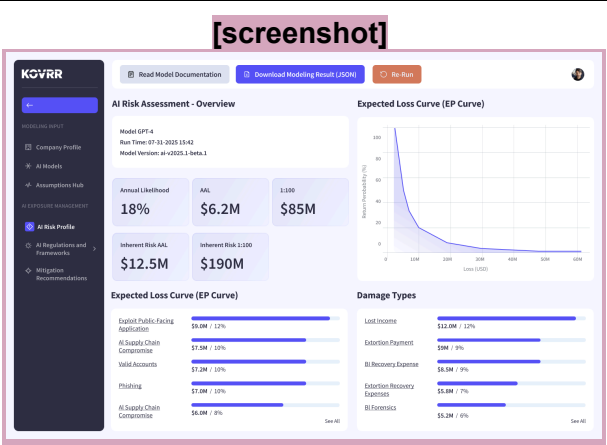 [screenshot]
KOVRR
Read Model Documentation
Download Modeling Result (JSON)
Re-Run
←
MODELING INPUT
Company Profile
AI Models
Assumptions Hub
AI EXPOSURE MANAGEMENT
AI Risk Profile
AI Regulations and
Frameworks
Mitigation
Recommendations
AI Risk Assessment - Overview
Model GPT-4
Run Time: 07-31-2025 15:42
Model Version: ai-v2025.1-
beta.1
Annual Likelihood
18%
AAL
$6.2M
1:100
$85M
Inherent Risk AAL
$12.5M
Inherent Risk 1:100
$190M
Expected Loss Curve (EP Curve)
100
80
60
40
20
0
0 10M 20M 30M 40M 50M 60M
Loss (USD)
Expected Loss Curve (EP Curve)
Exploit Public-Facing
Application
$9.0M / 12%
AI Supply Chain
Compromise
$7.5M / 10%
Valid Accounts
$7.2M / 10%
Phishing
$7.0M / 10%
AI Supply Chain
Compromise
$6.0M / 8%
See All
Damage Types
Lost Income
$12.0M / 12%
Extortion Payment
$9M / 9%
BI Recovery Expense
$8.5M / 9%
Extortion Recovery
Expenses
$5.8M / 7%
BI Forensics
$5.2M / 6%
See All